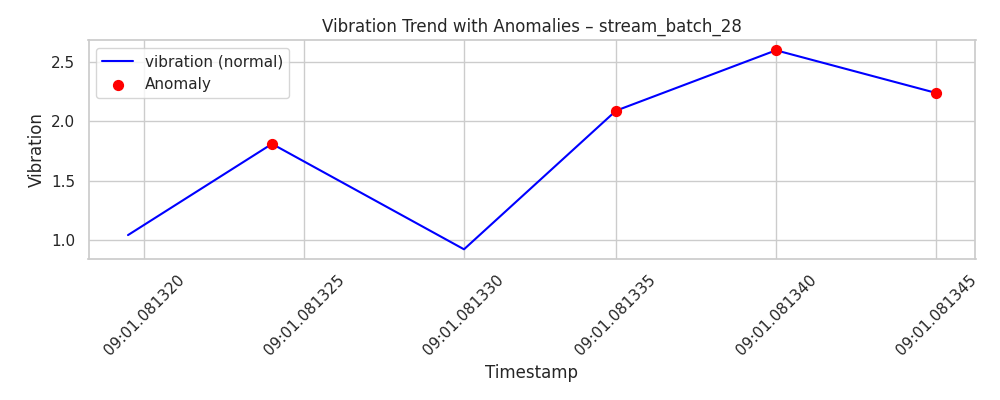 Vibration Trend with Anomalies – stream_batch_28
vibration (normal)
Anomaly
Vibration
2.5
2.0
1.5
1.0
09:01.081320
09:01.081325
09:01.081330
09:01.081335
09:01.081340
09:01.081345
Timestamp